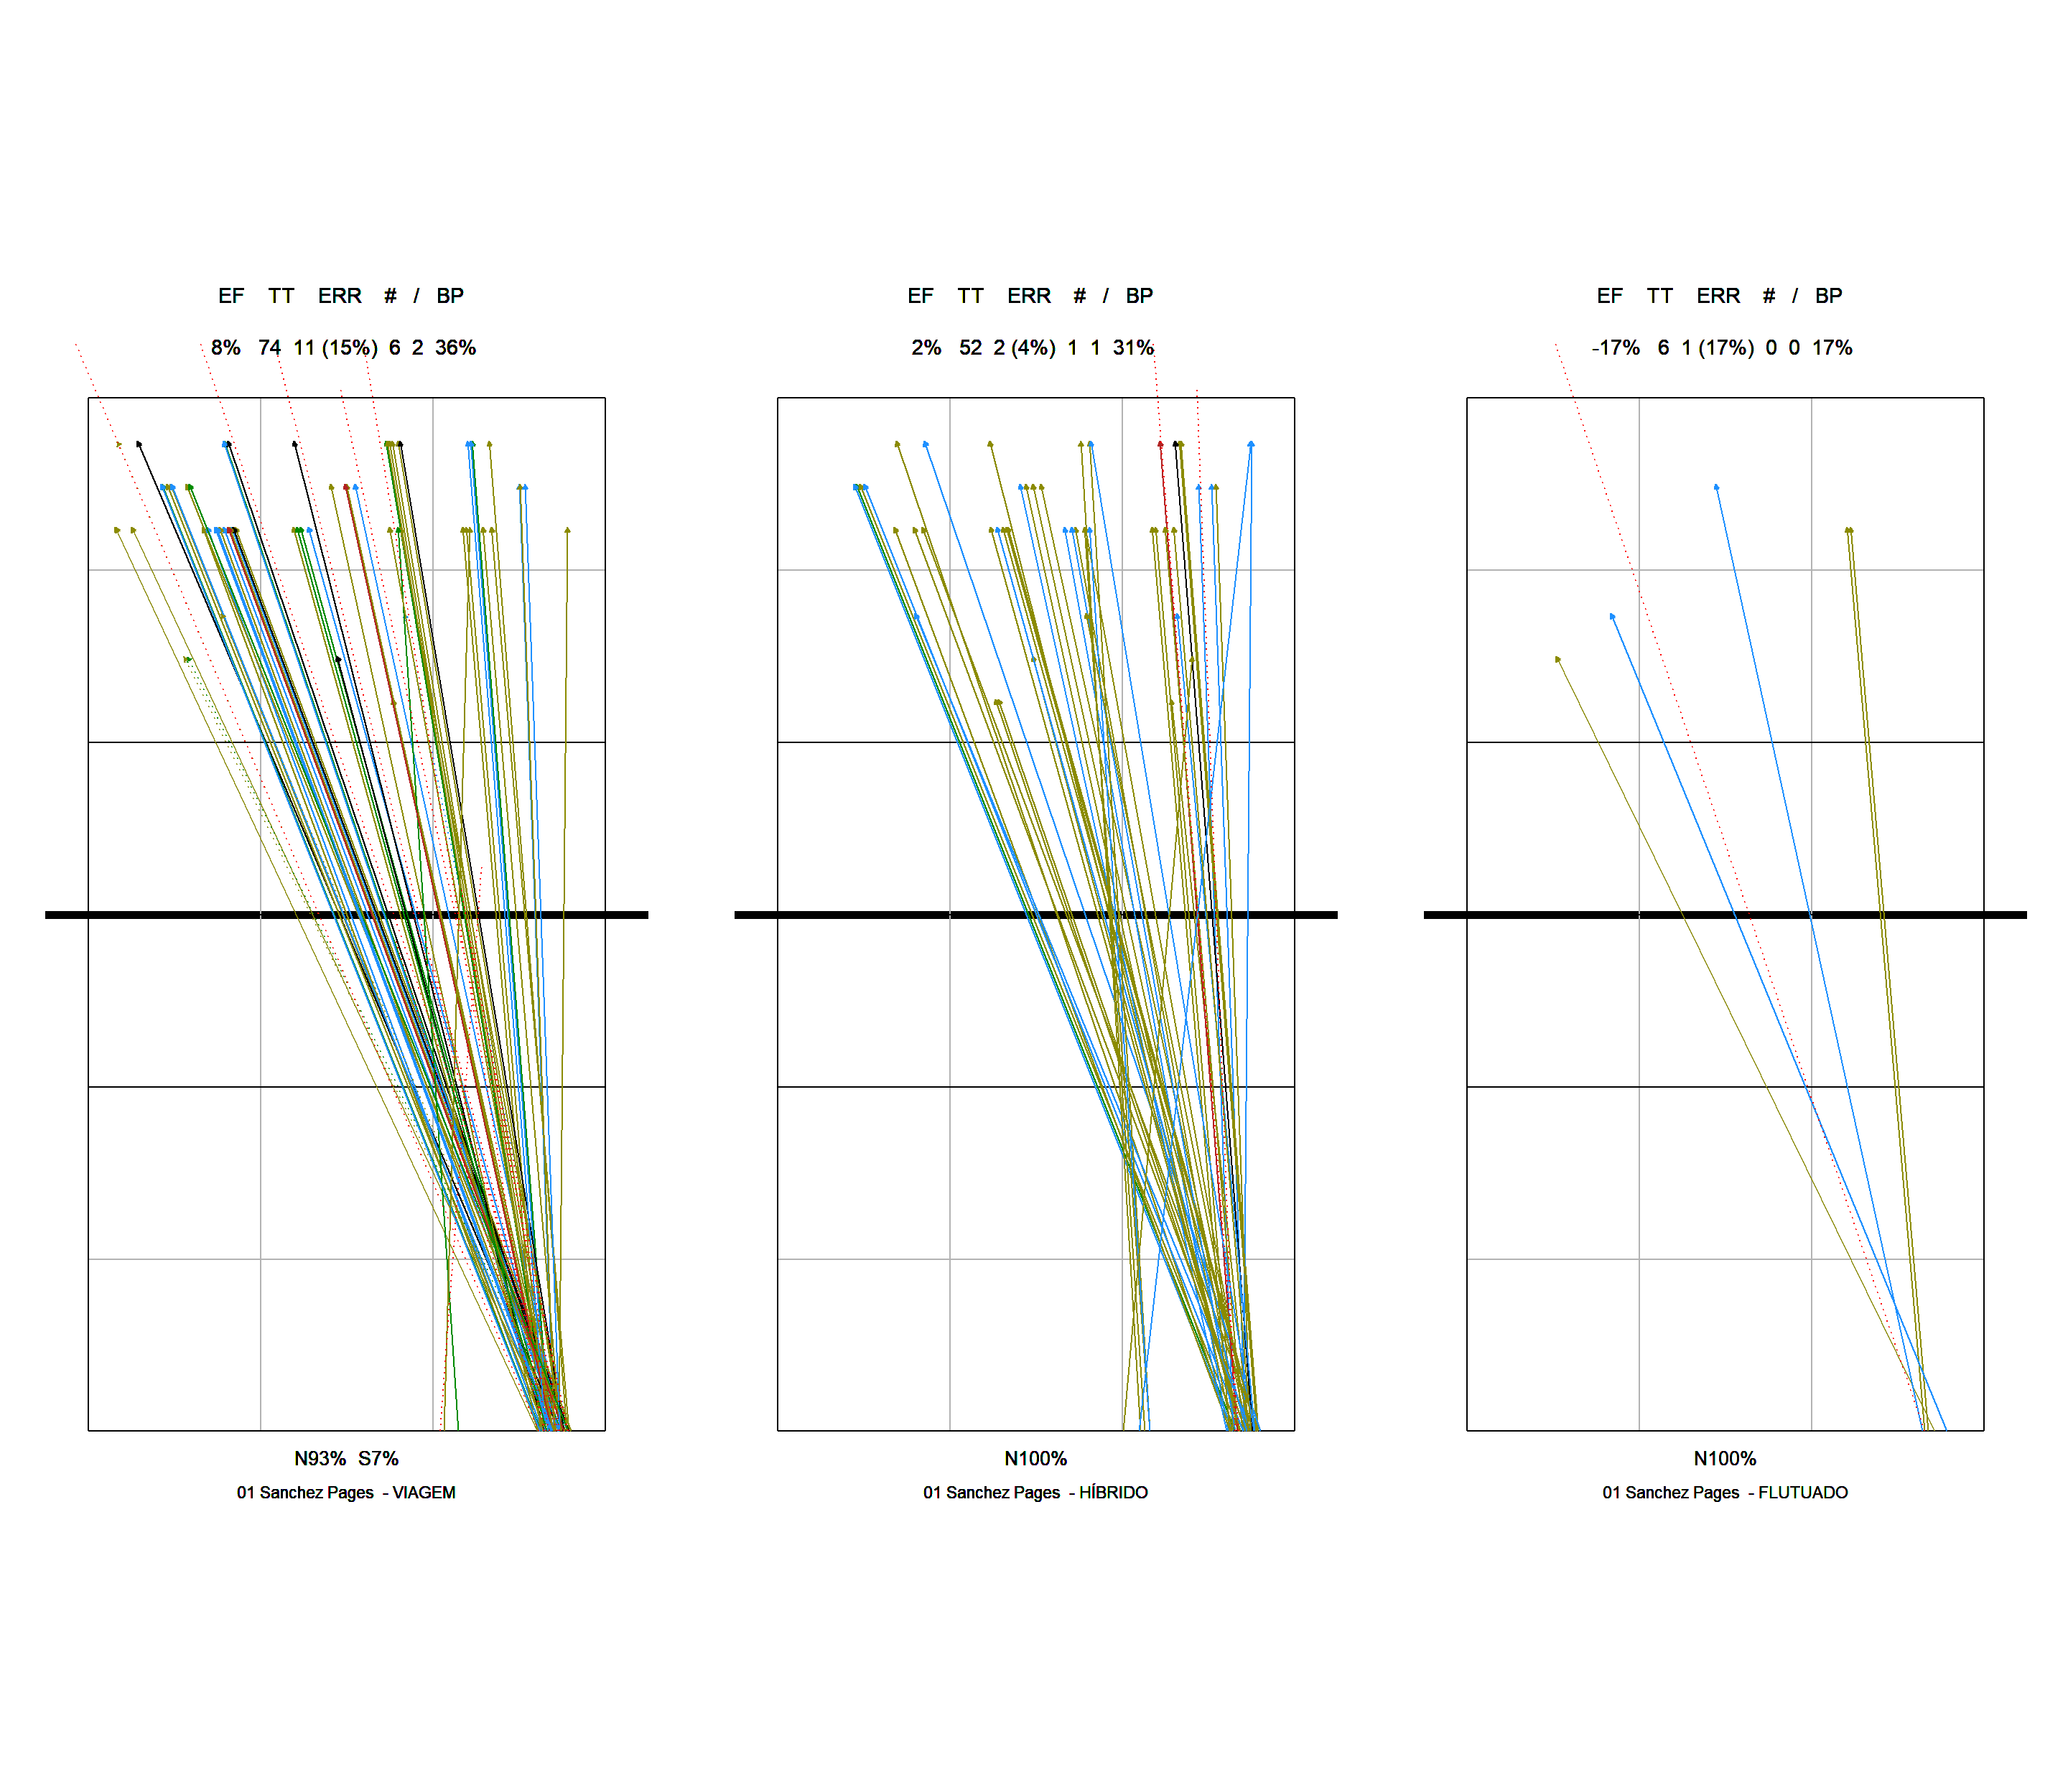 EF TT ERR # / BP
8% 74 11 (15%) 6 2 36%
N93% S7%
01 Sanchez Pages - VIAGEM
EF TT ERR # / BP
2% 52 2 (4%) 1 1 31%
N100%
01 Sanchez Pages - HÍBRIDO
EF TT ERR # / BP
-17% 6 1 (17%) 0 0 17%
N100%
01 Sanchez Pages - FLUTUADO